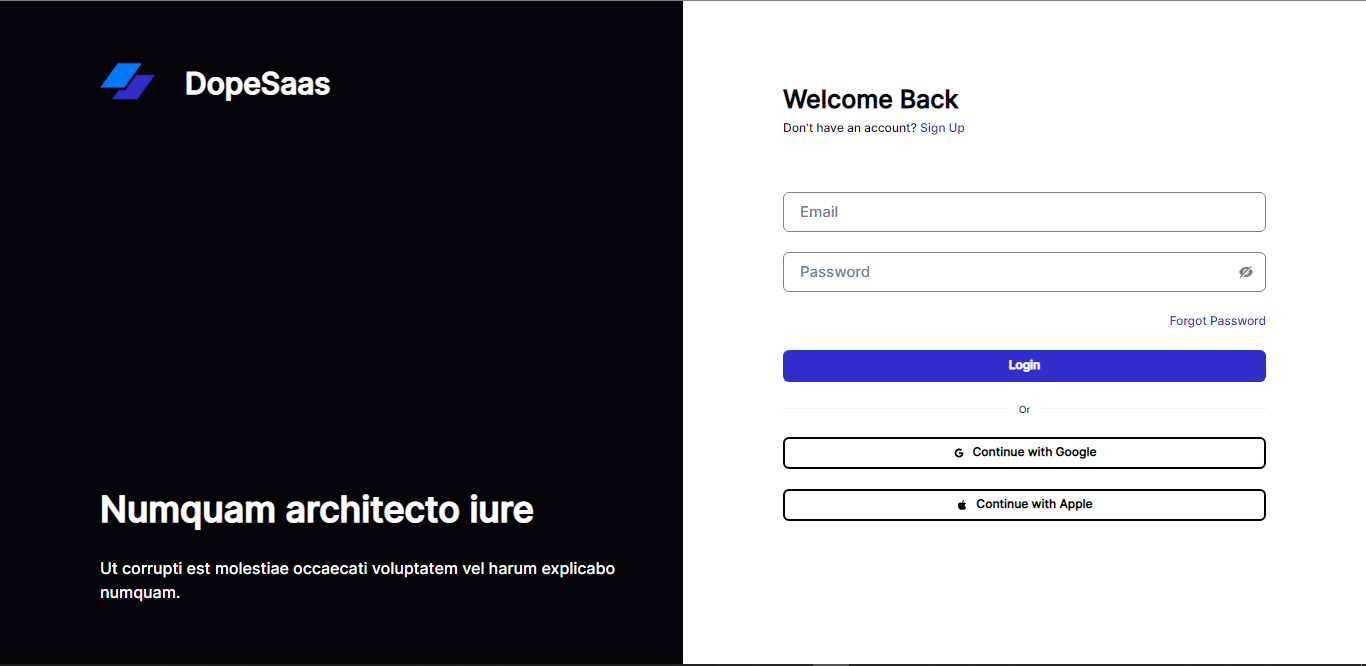 DopeSaas
Numquam architecto iure
Ut corrupti est molestiae occaecati voluptatem vel harum explicabo
numquam.
Welcome Back
Don't have an account? Sign Up
Email
Password
Forgot Password
Login
Or
Continue with Google
Continue with Apple